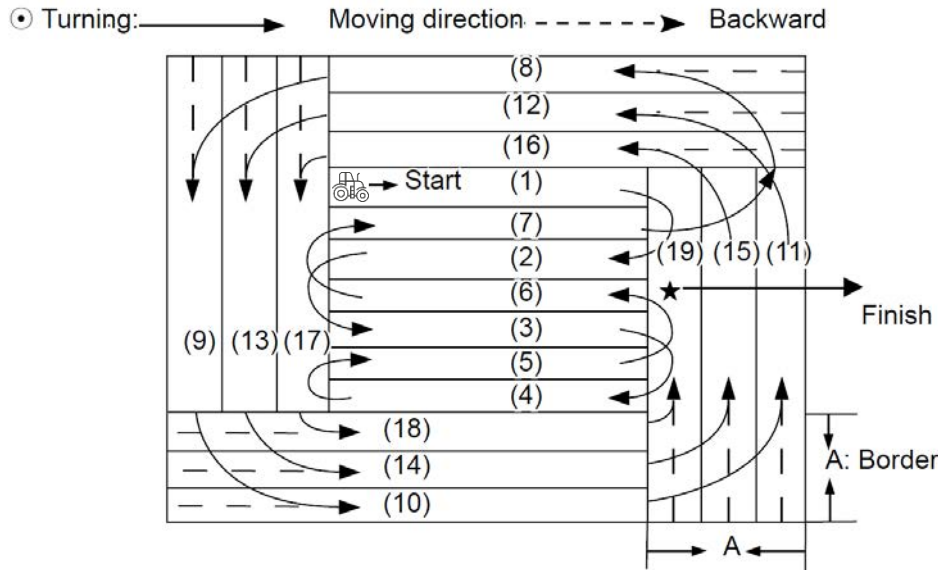 Turning: Moving direction Backward
(8)
(12)
(16)
Start (1)
(7)
(2) (19) (15) (11)
(6)
Finish
(9) (13) (17) (3)
(5)
(4)
(18)
(14) A: Border
(10)
A